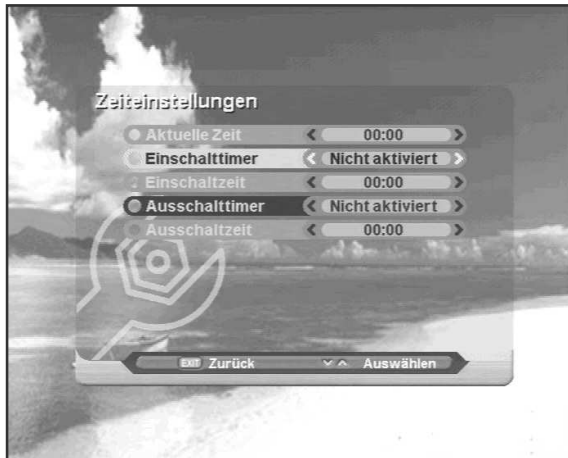 Zeiteinstellungen
Aktuelle Zeit 00:00
Einschalttimer Nicht aktiviert
Einschaltzeit 00:00
Ausschalttimer Nicht aktiviert
Ausschaltzeit 00:00
EXIT Zurück Auswählen